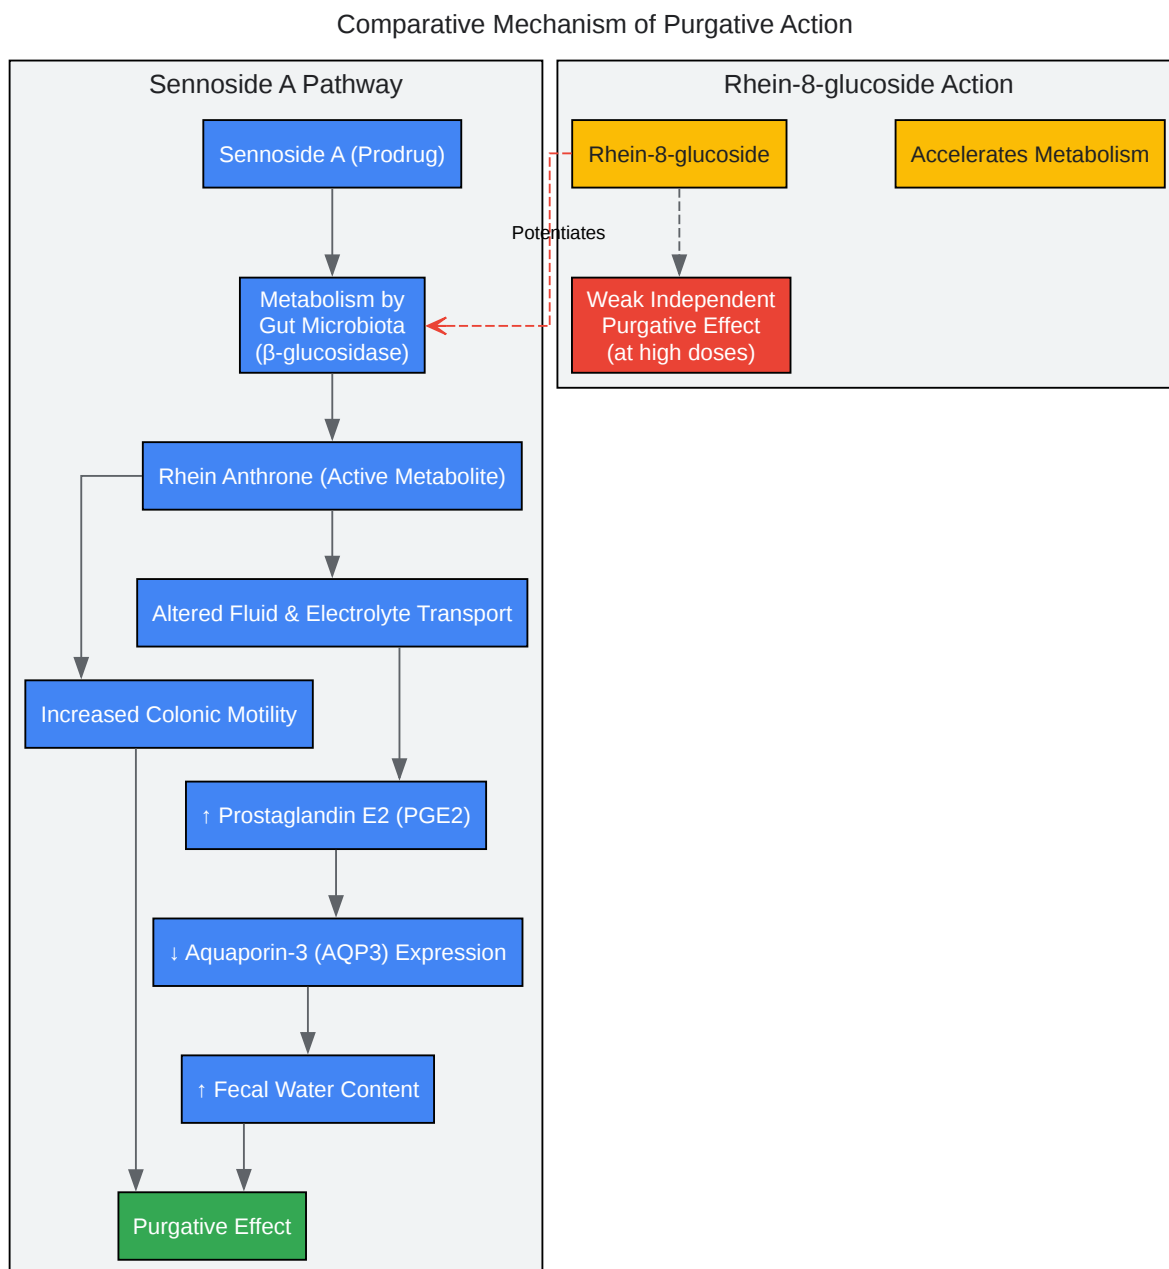 Comparative Mechanism of Purgative Action
Sennoside A Pathway
Sennoside A (Prodrug)
Metabolism by
Gut Microbiota
(β-glucosidase)
Rhein Anthrone (Active Metabolite)
Altered Fluid & Electrolyte Transport
Increased Colonic Motility
↑ Prostaglandin E2 (PGE2)
↓ Aquaporin-3 (AQP3) Expression
↑ Fecal Water Content
Purgative Effect
Potentiates
Rhein-8-glucoside Action
Rhein-8-glucoside
Accelerates Metabolism
Weak Independent
Purgative Effect
(at high doses)